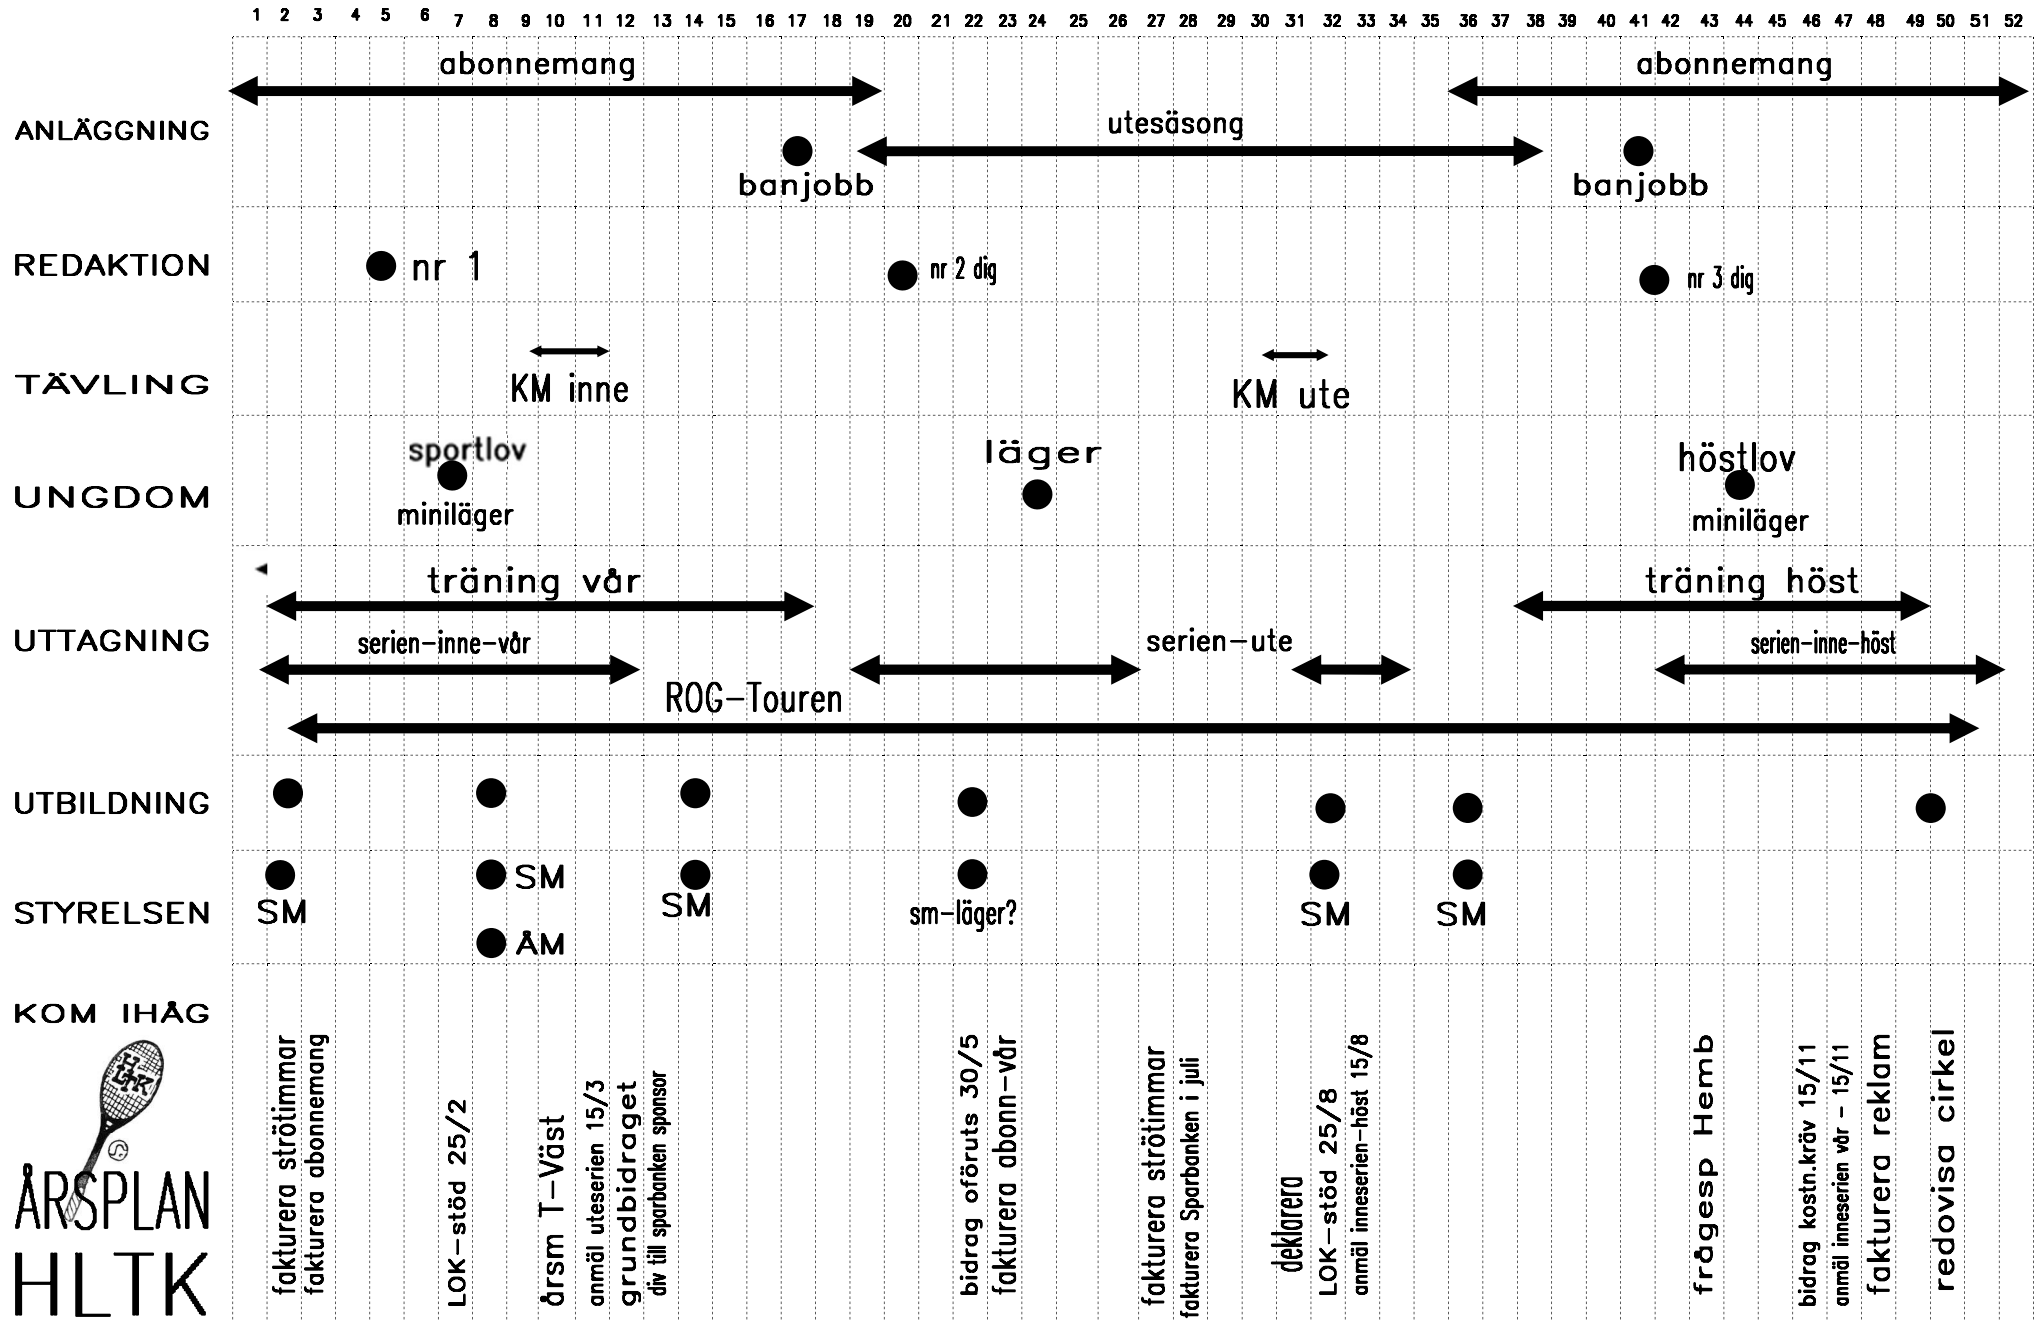 1 2 3 4 5 6 7 8 9 10 11 12 13 14 15 16 17 18 19 20 21 22 23 24 25 26 27 28 29 30 31 32 33 34 35 36 37 38 39 40 41 42 43 44 45 46 47 48 49 50 51 52
ANLÄGGNING
abonnemang
abonnemang
utesäsong
banjobb
banjobb
REDAKTION
nr 1
nr 2 dig
nr 3 dig
TÄVLING
KM inne
KM ute
UNGDOM
sportlov
miniläger
läger
höstlov
miniläger
UTTAGNING
träning vår
träning höst
serien-inne-vår
serien-ute
serien-inne-höst
ROG-Touren
UTBILDNING
STYRELSEN
SM
SM
ÅM
SM
sm-läger?
SM
SM
KOM IHÅG
fakturera strötimmar
fakturera abonnemang
LOK-stöd 25/2
årsm T-Väst
anmäl uteserien 15/3
grundbidraget
div till sparbanken sponsor
bidrag oföruts 30/5
fakturera abonn-vår
fakturera strötimmar
fakturera Sparbanken i juli
deklarera
LOK-stöd 25/8
anmäl inneserien-höst 15/8
frågesp Hemb
bidrag kostn.kräv 15/11
anmäl inneserien vår - 15/11
fakturera reklam
redovisa cirkel
HLTK
ÅRSPLAN
HLTK